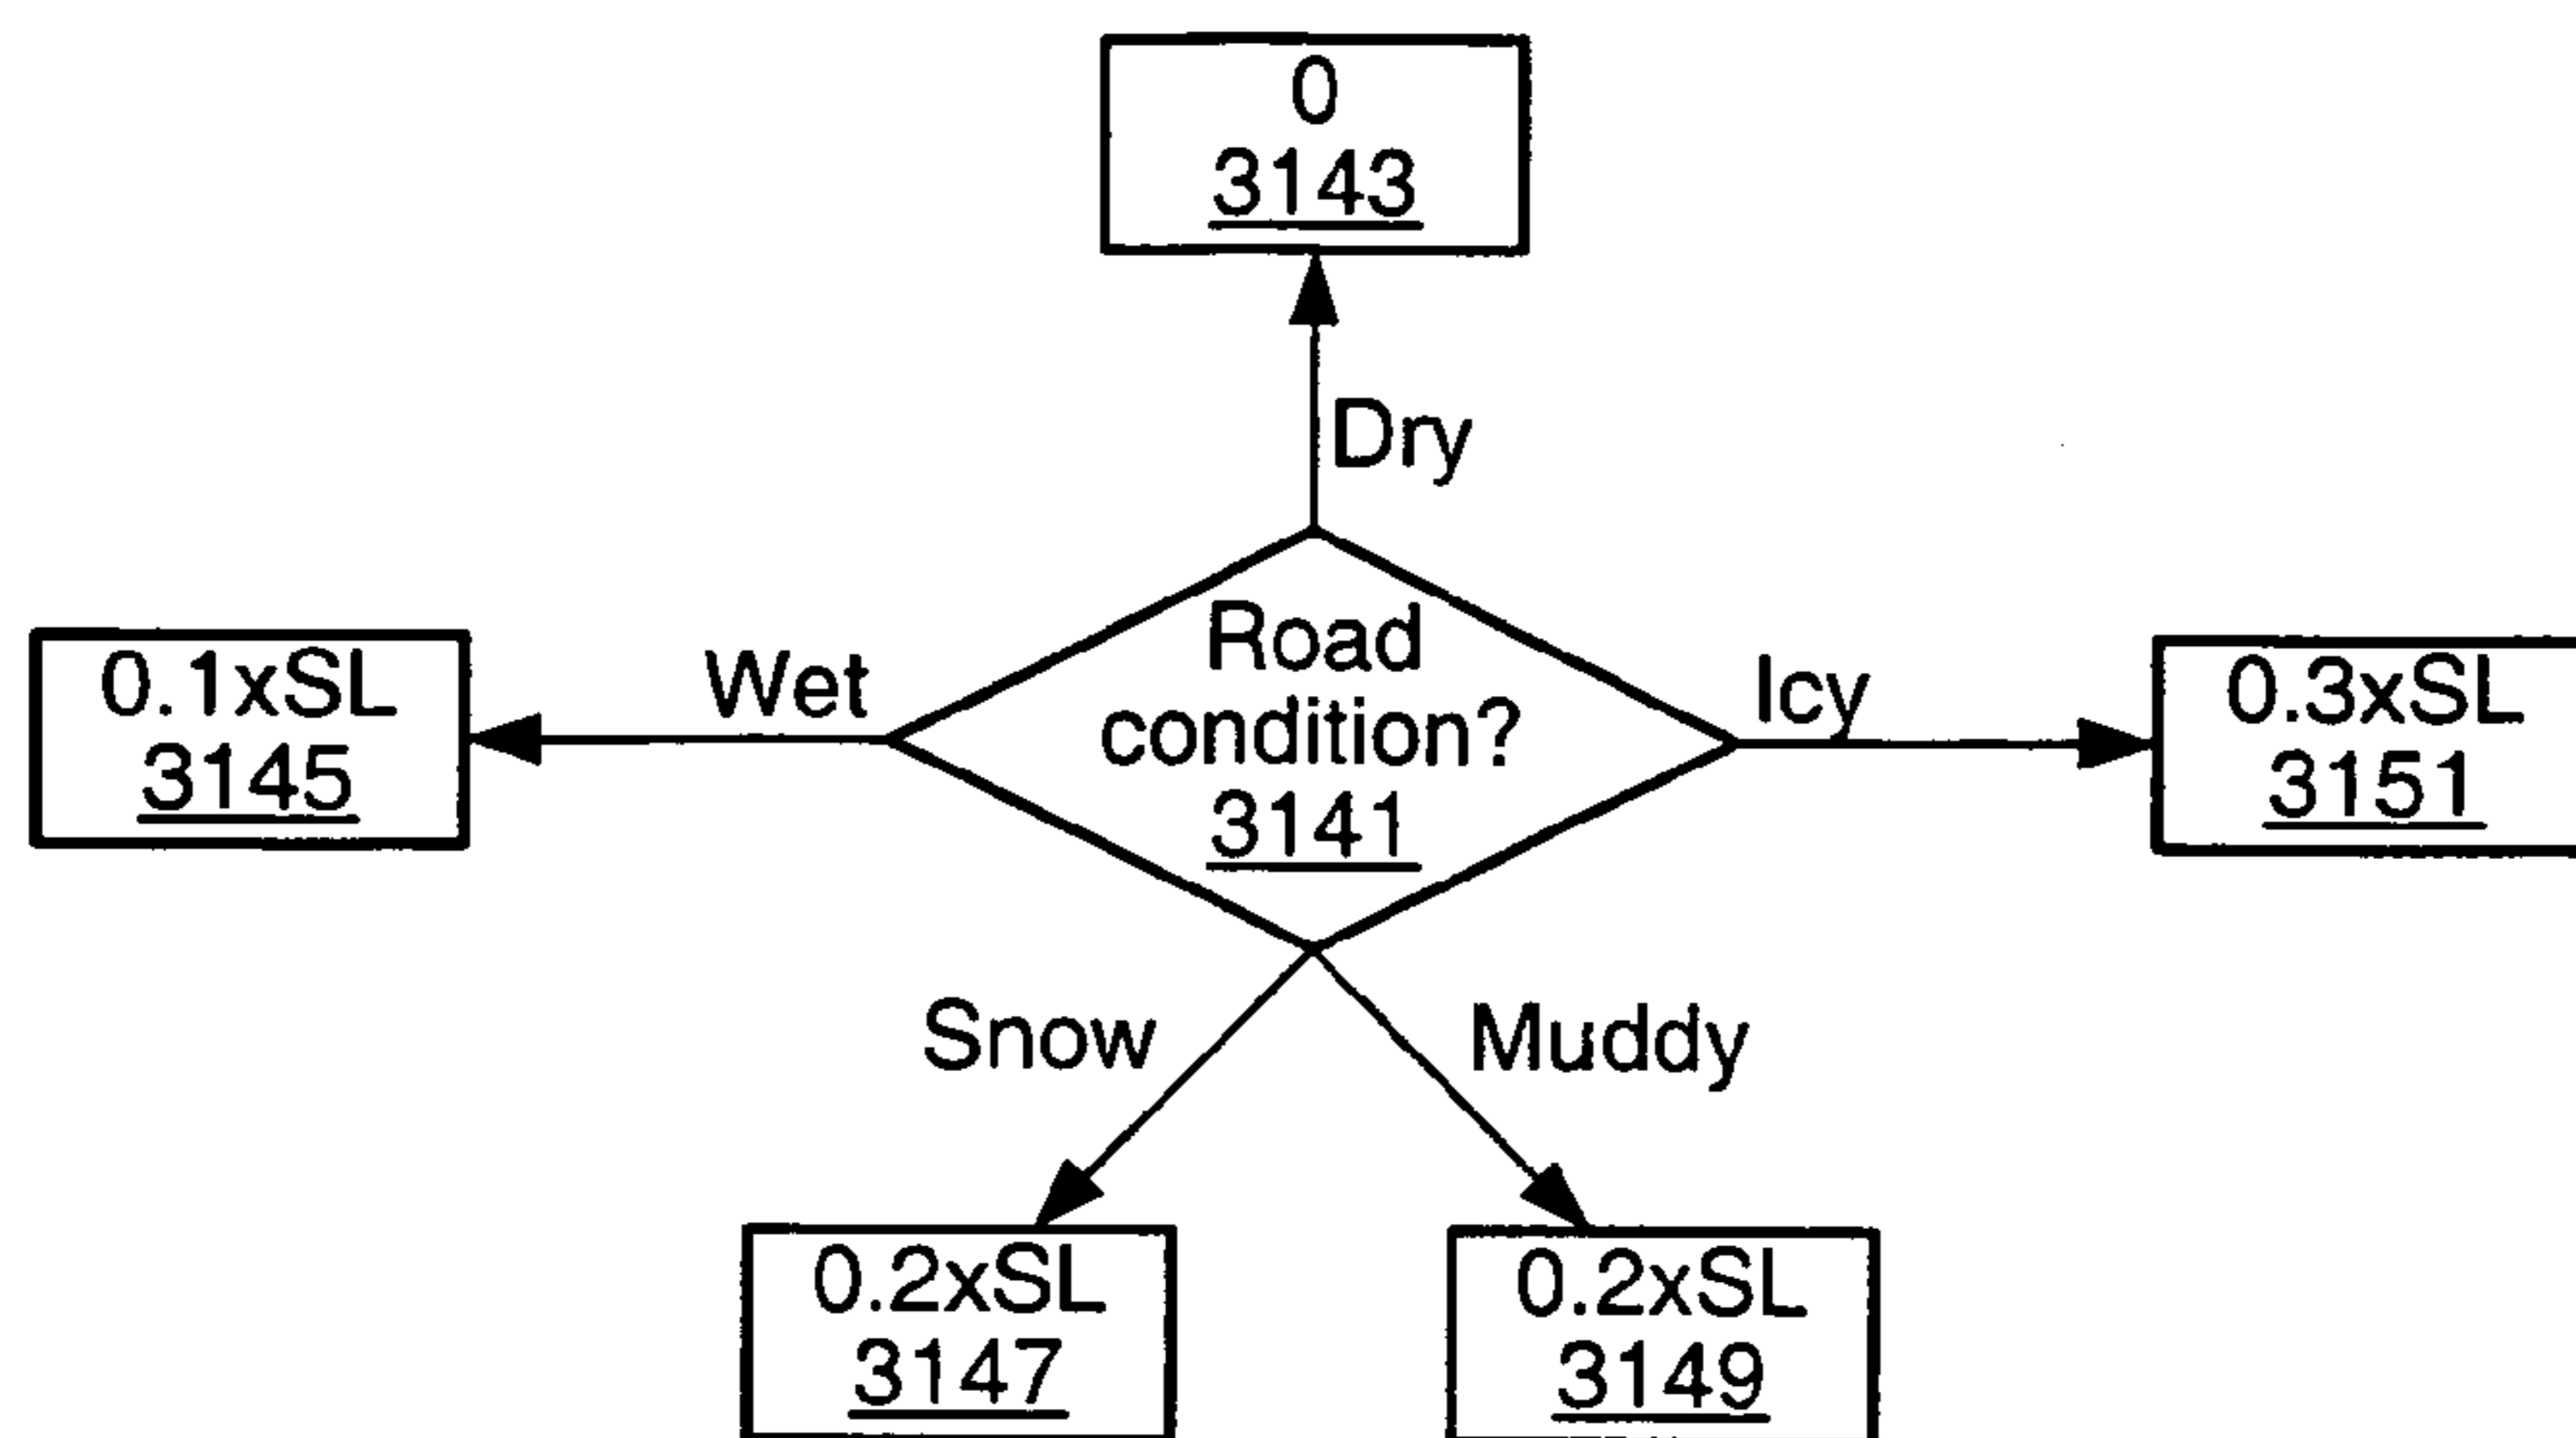 0
3143
Dry
Wet
Road
condition?
3141
Icy
0.1xSL
3145
0.3xSL
3151
Snow
Muddy
0.2xSL
3147
0.2xSL
3149